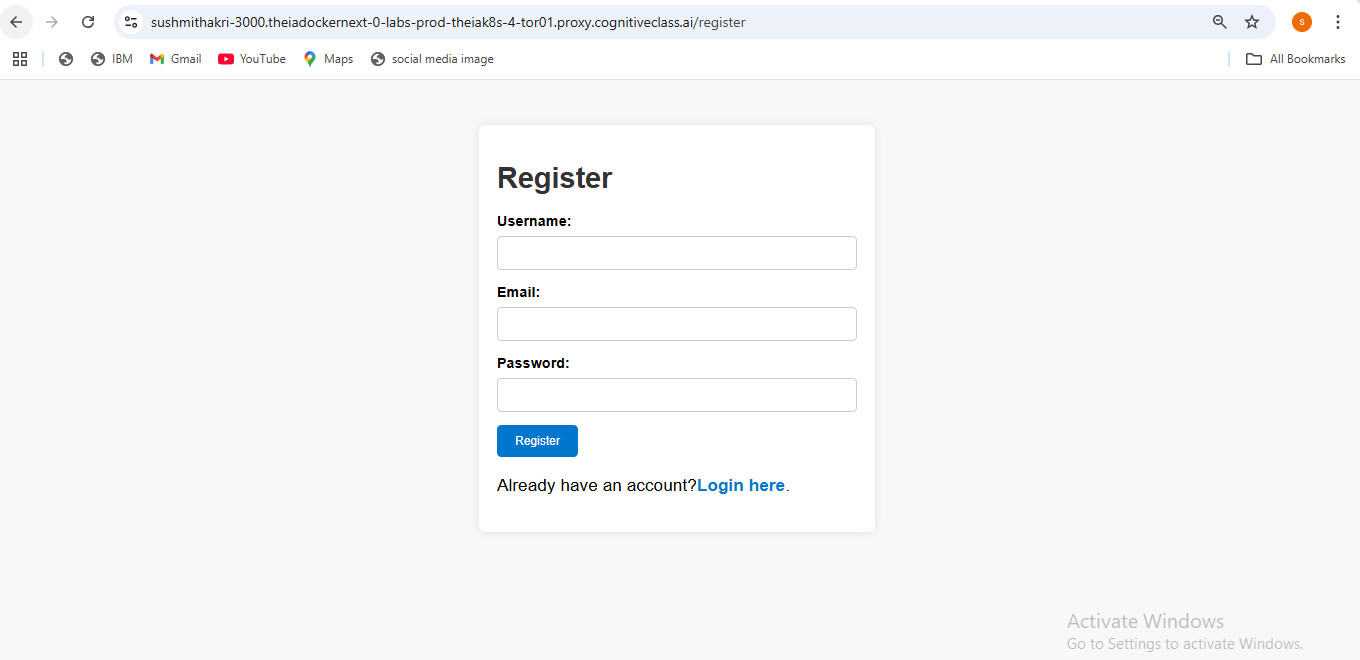 sushmithakri-3000.theiadockernext-0-labs-prod-theiak8s-4-tor01.proxy.cognitiveclass.ai/register
S
IBM Gmail YouTube Maps social media image All Bookmarks
Register
Username:
Email:
Password:
Register
Already have an account?Login here.
Activate Windows
Go to Settings to activate Windows.